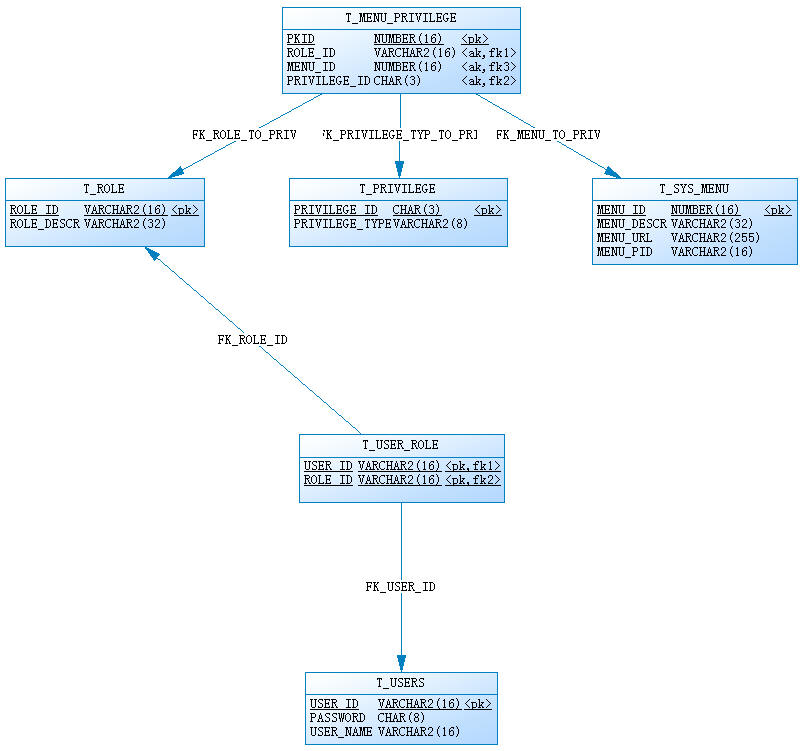 T_MENU_PRIVILEGE
PKID NUMBER(16) <pk>
ROLE_ID VARCHAR2(16) <ak,fk1>
MENU_ID NUMBER(16) <ak,fk3>
PRIVILEGE_ID CHAR(3) <ak,fk2>
FK_ROLE_TO_PRIV
FK_PRIVILEGE_TYP_TO_PRI
FK_MENU_TO_PRIV
T_ROLE
ROLE_ID VARCHAR2(16) <pk>
ROLE_DESCR VARCHAR2(32)
T_PRIVILEGE
PRIVILEGE_ID CHAR(3) <pk>
PRIVILEGE_TYPE VARCHAR2(8)
T_SYS_MENU
MENU_ID NUMBER(16) <pk>
MENU_DESCR VARCHAR2(32)
MENU_URL VARCHAR2(255)
MENU_PID VARCHAR2(16)
FK_ROLE_ID
T_USER_ROLE
USER_ID VARCHAR2(16) <pk,fk1>
ROLE_ID VARCHAR2(16) <pk,fk2>
FK_USER_ID
T_USERS
USER_ID VARCHAR2(16) <pk>
PASSWORD CHAR(8)
USER_NAME VARCHAR2(16)